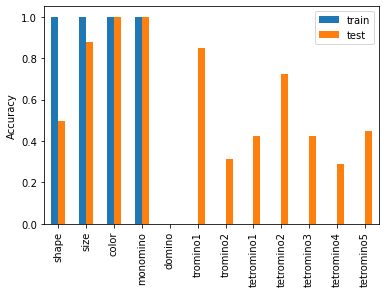 1.0
0.8
0.6
0.4
0.2
0.0
Accuracy
train
test
shape
size
color
monomino
domino
tromino1
tromino2
tetromino1
tetromino2
tetromino3
tetromino4
tetromino5